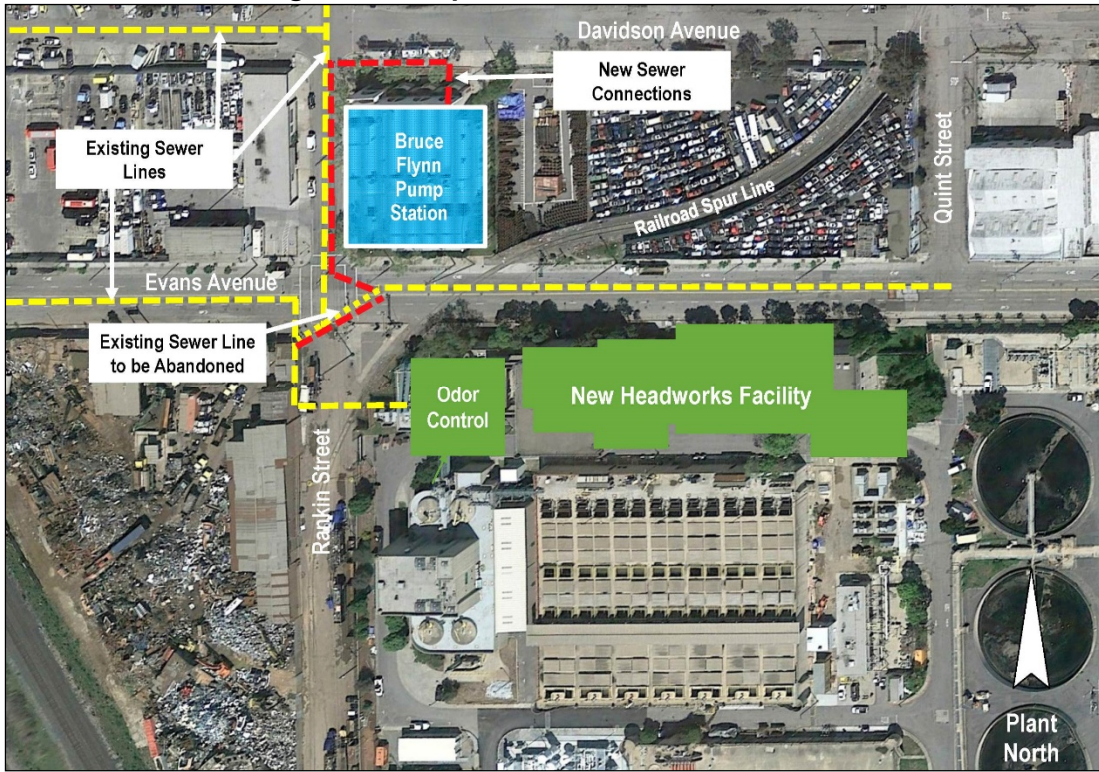 Davidson Avenue
New Sewer
Connections
Existing Sewer
Lines
Bruce
Flynn
Pump
Station
Railroad Spur Line
Quint Street
Evans Avenue
Existing Sewer Line
to be Abandoned
Odor
Control
New Headworks Facility
Rankin Street
Plant
North